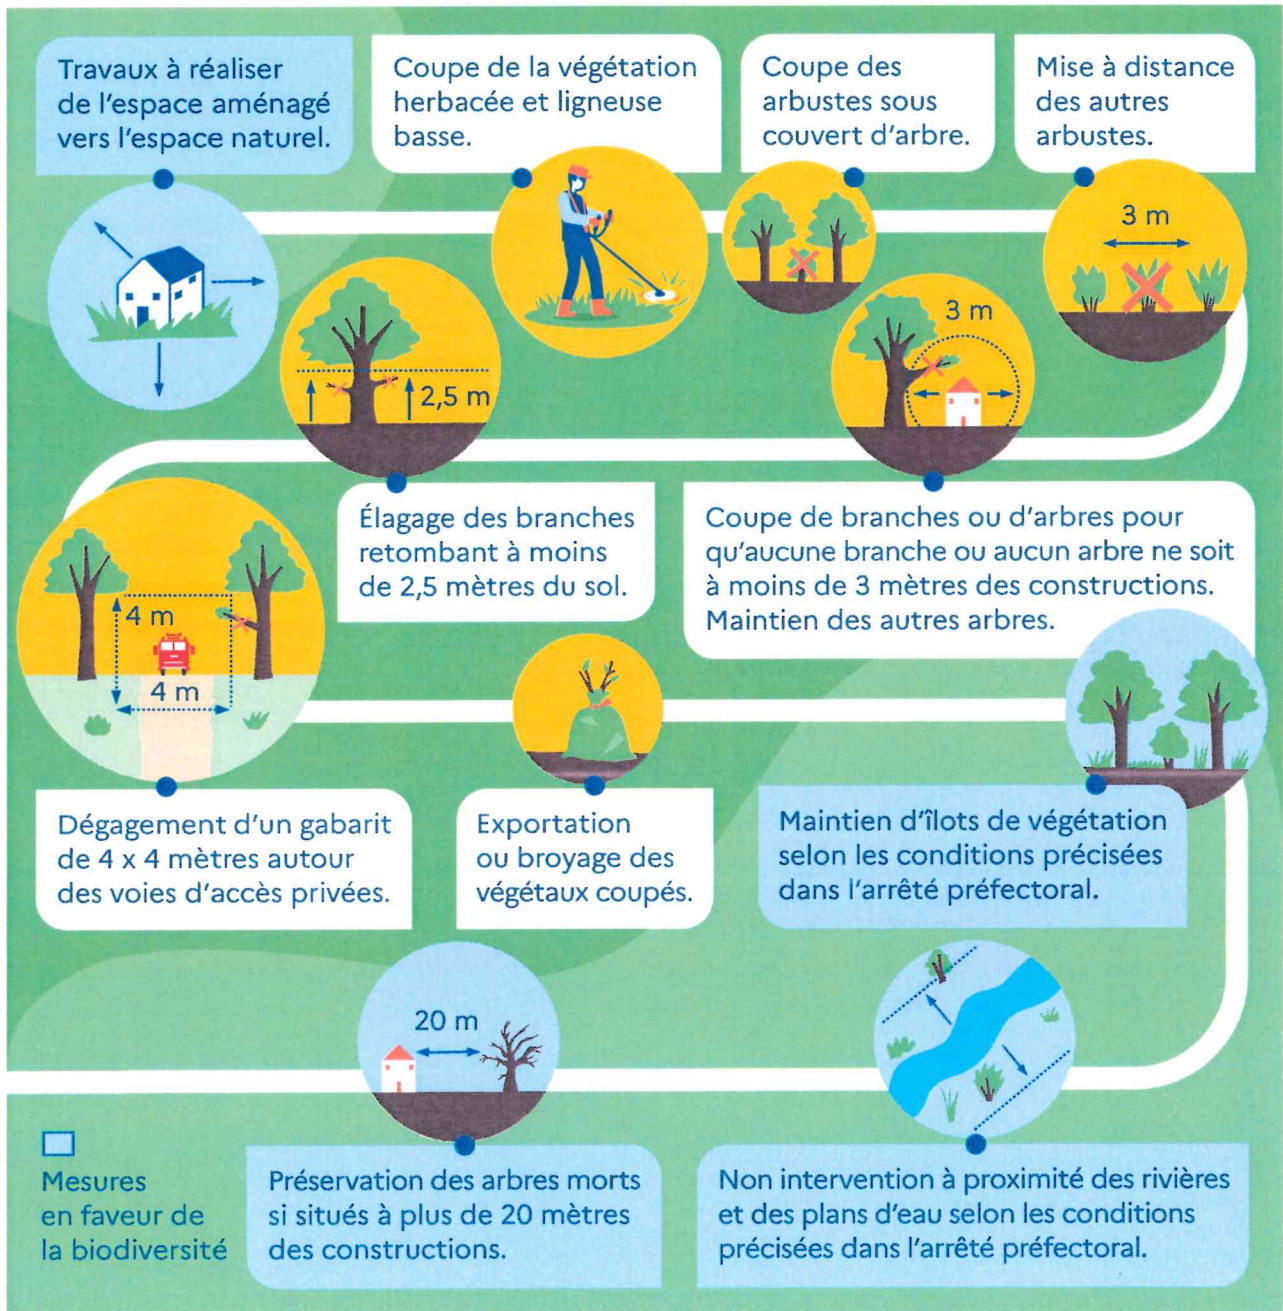 Travaux à réaliser
de l'espace aménagé
vers l'espace naturel.
Coupe de la végétation
herbacée et ligneuse
basse.
Coupe des
arbustes sous
couvert d'arbre.
Mise à distance
des autres
arbustes.
3 m
3 m
2,5 m
Élagage des branches
retombant à moins
de 2,5 mètres du sol.
Coupe de branches ou d'arbres pour
qu'aucune branche ou aucun arbre ne soit
à moins de 3 mètres des constructions.
Maintien des autres arbres.
4 m
4 m
Dégagement d'un gabarit
de 4 x 4 mètres autour
des voies d'accès privées.
Exportation
ou broyage des
végétaux coupés.
Maintien d'îlots de végétation
selon les conditions précisées
dans l'arrêté préfectoral.
20 m
Mesures
en faveur de
la biodiversité
Préservation des arbres morts
si situés à plus de 20 mètres
des constructions.
Non intervention à proximité des rivières
et des plans d'eau selon les conditions
précisées dans l'arrêté préfectoral.